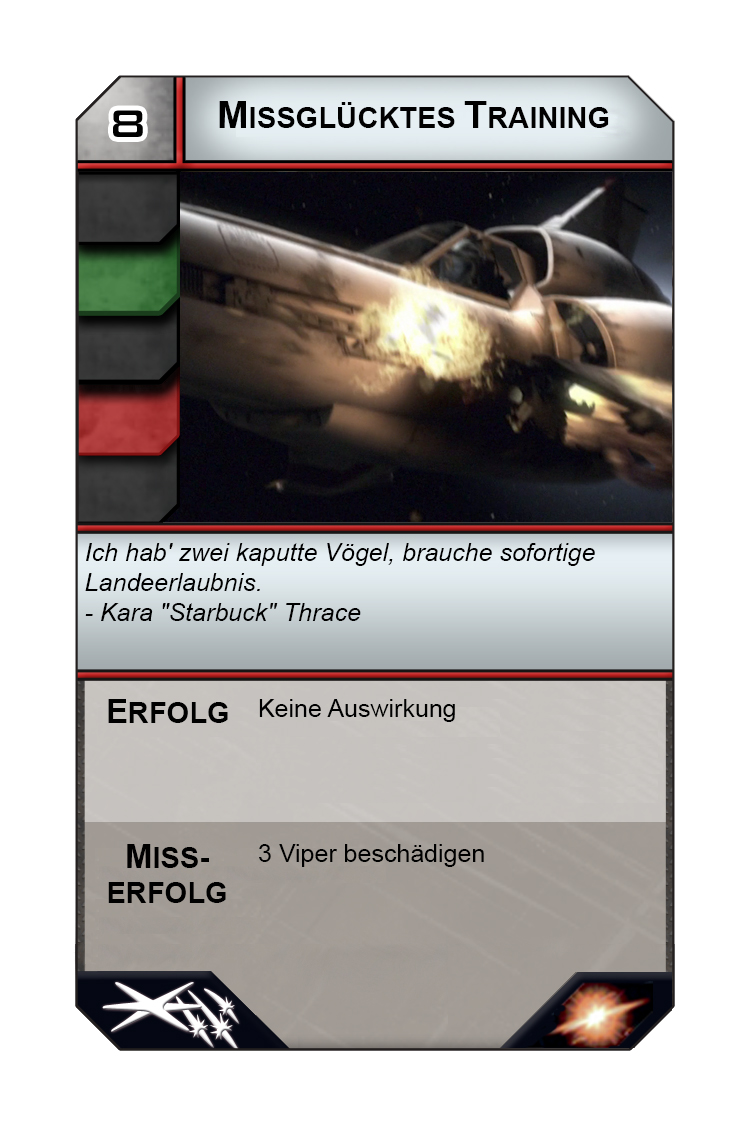 8
MISSGLÜCKTES TRAINING
Ich hab' zwei kaputte Vögel, brauche sofortige
Landeerlaubnis.
- Kara "Starbuck" Thrace
ERFOLG
Keine Auswirkung
MISS-
ERFOLG
3 Viper beschädigen